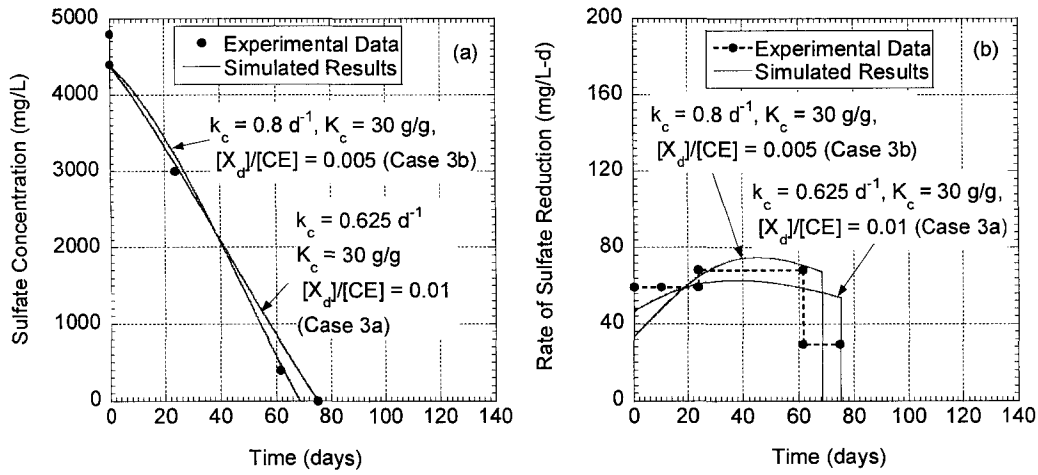 Experimental Data
Simulated Results
(a)
k_c = 0.8 d^-1, K_c = 30 g/g,
[X_d]/[CE] = 0.005 (Case 3b)
k_c = 0.625 d^-1
K_c = 30 g/g
[X_d]/[CE] = 0.01
(Case 3a)
Sulfate Concentration (mg/L)
5000
4000
3000
2000
1000
0
0 20 40 60 80 100 120 140
Time (days)
Experimental Data
Simulated Results
(b)
k_c = 0.8 d^-1, K_c = 30 g/g,
[X_d]/[CE] = 0.005 (Case 3b)
k_c = 0.625 d^-1, K_c = 30 g/g,
[X_d]/[CE] = 0.01 (Case 3a)
Rate of Sulfate Reduction (mg/L-d)
200
160
120
80
40
0
0 20 40 60 80 100 120 140
Time (days)